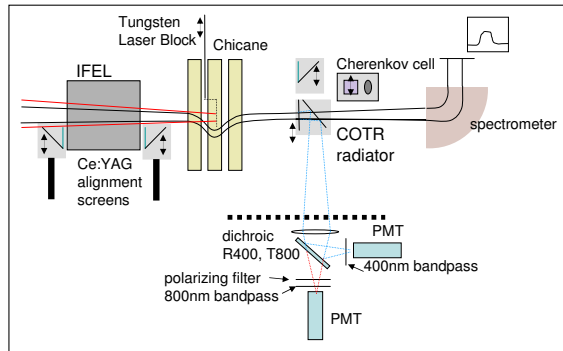 Tungsten
Laser Block
Chicane
IFEL
Cherenkov cell
COTR
radiator
spectrometer
Ce:YAG
alignment
screens
dichroic
R400, T800
PMT
400nm bandpass
polarizing filter
800nm bandpass
PMT